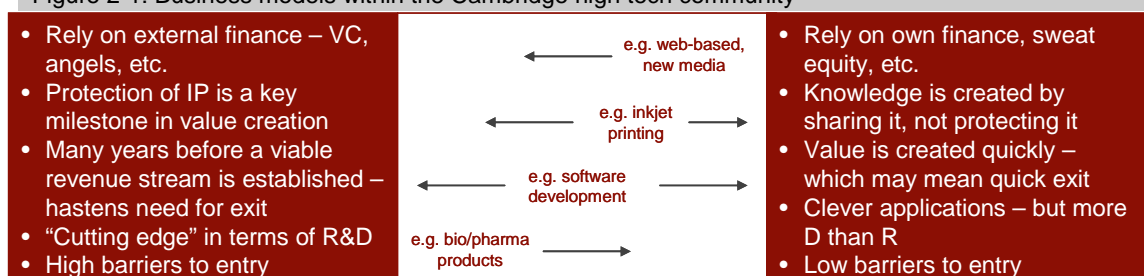 Figure 2-1: Business models within the Cambridge high tech community
• Rely on external finance – VC,
angels, etc.
• Protection of IP is a key
milestone in value creation
• Many years before a viable
revenue stream is established –
hastens need for exit
• “Cutting edge” in terms of R&D
• High barriers to entry
e.g. web-based,
new media
e.g. inkjet
printing
e.g. software
development
e.g. bio/pharma
products
• Rely on own finance, sweat
equity, etc.
• Knowledge is created by
sharing it, not protecting it
• Value is created quickly –
which may mean quick exit
• Clever applications – but more
D than R
• Low barriers to entry